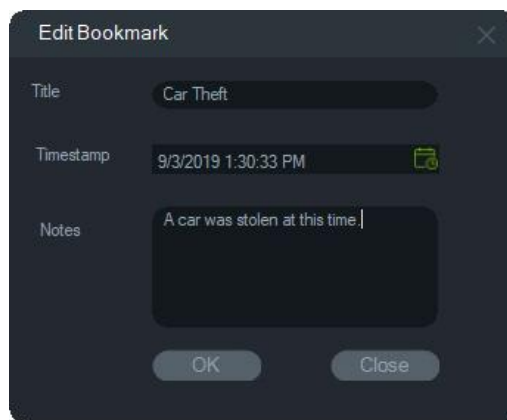 Edit Bookmark
Title
Car Theft
Timestamp
9/3/2019 1:30:33 PM
Notes
A car was stolen at this time.
OK
Close